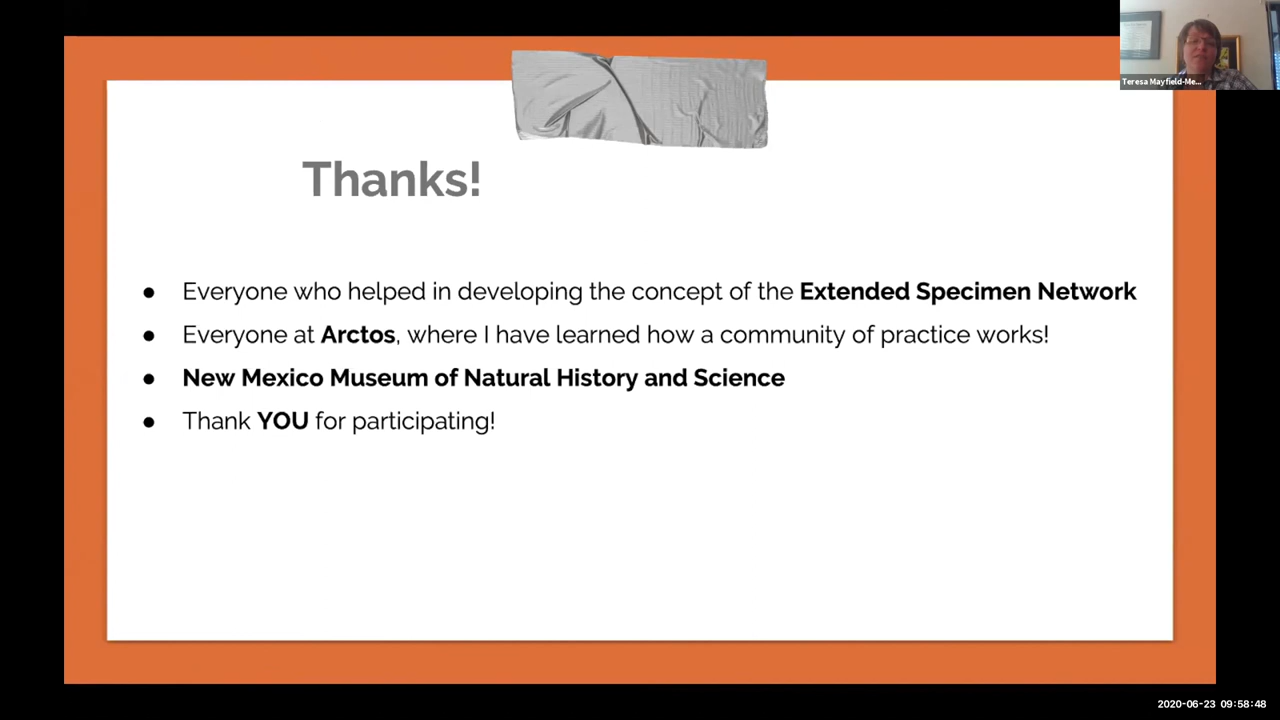 Teresa Mayfield-Me...
Thanks!
● Everyone who helped in developing the concept of the Extended Specimen Network
● Everyone at Arctos, where I have learned how a community of practice works!
● New Mexico Museum of Natural History and Science
● Thank YOU for participating!
2020-06-23 09:58:48